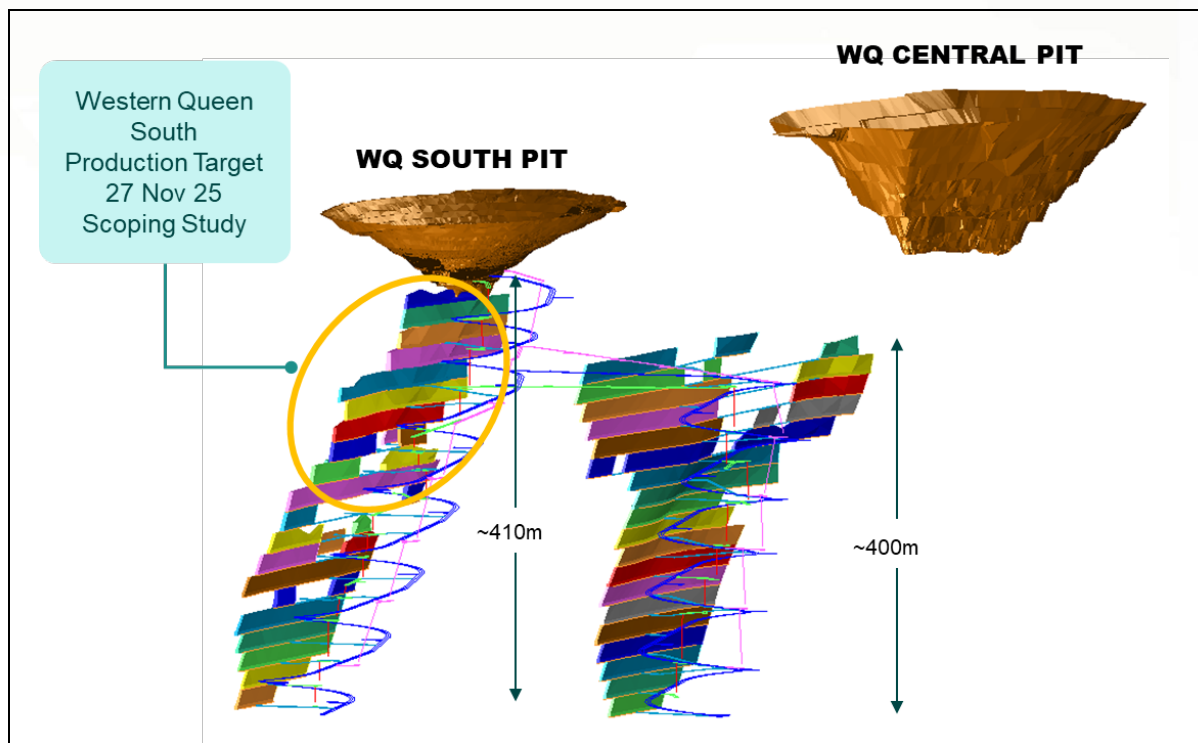 WQ CENTRAL PIT
Western Queen
South
Production Target
27 Nov 25
Scoping Study
WQ SOUTH PIT
~410m
~400m